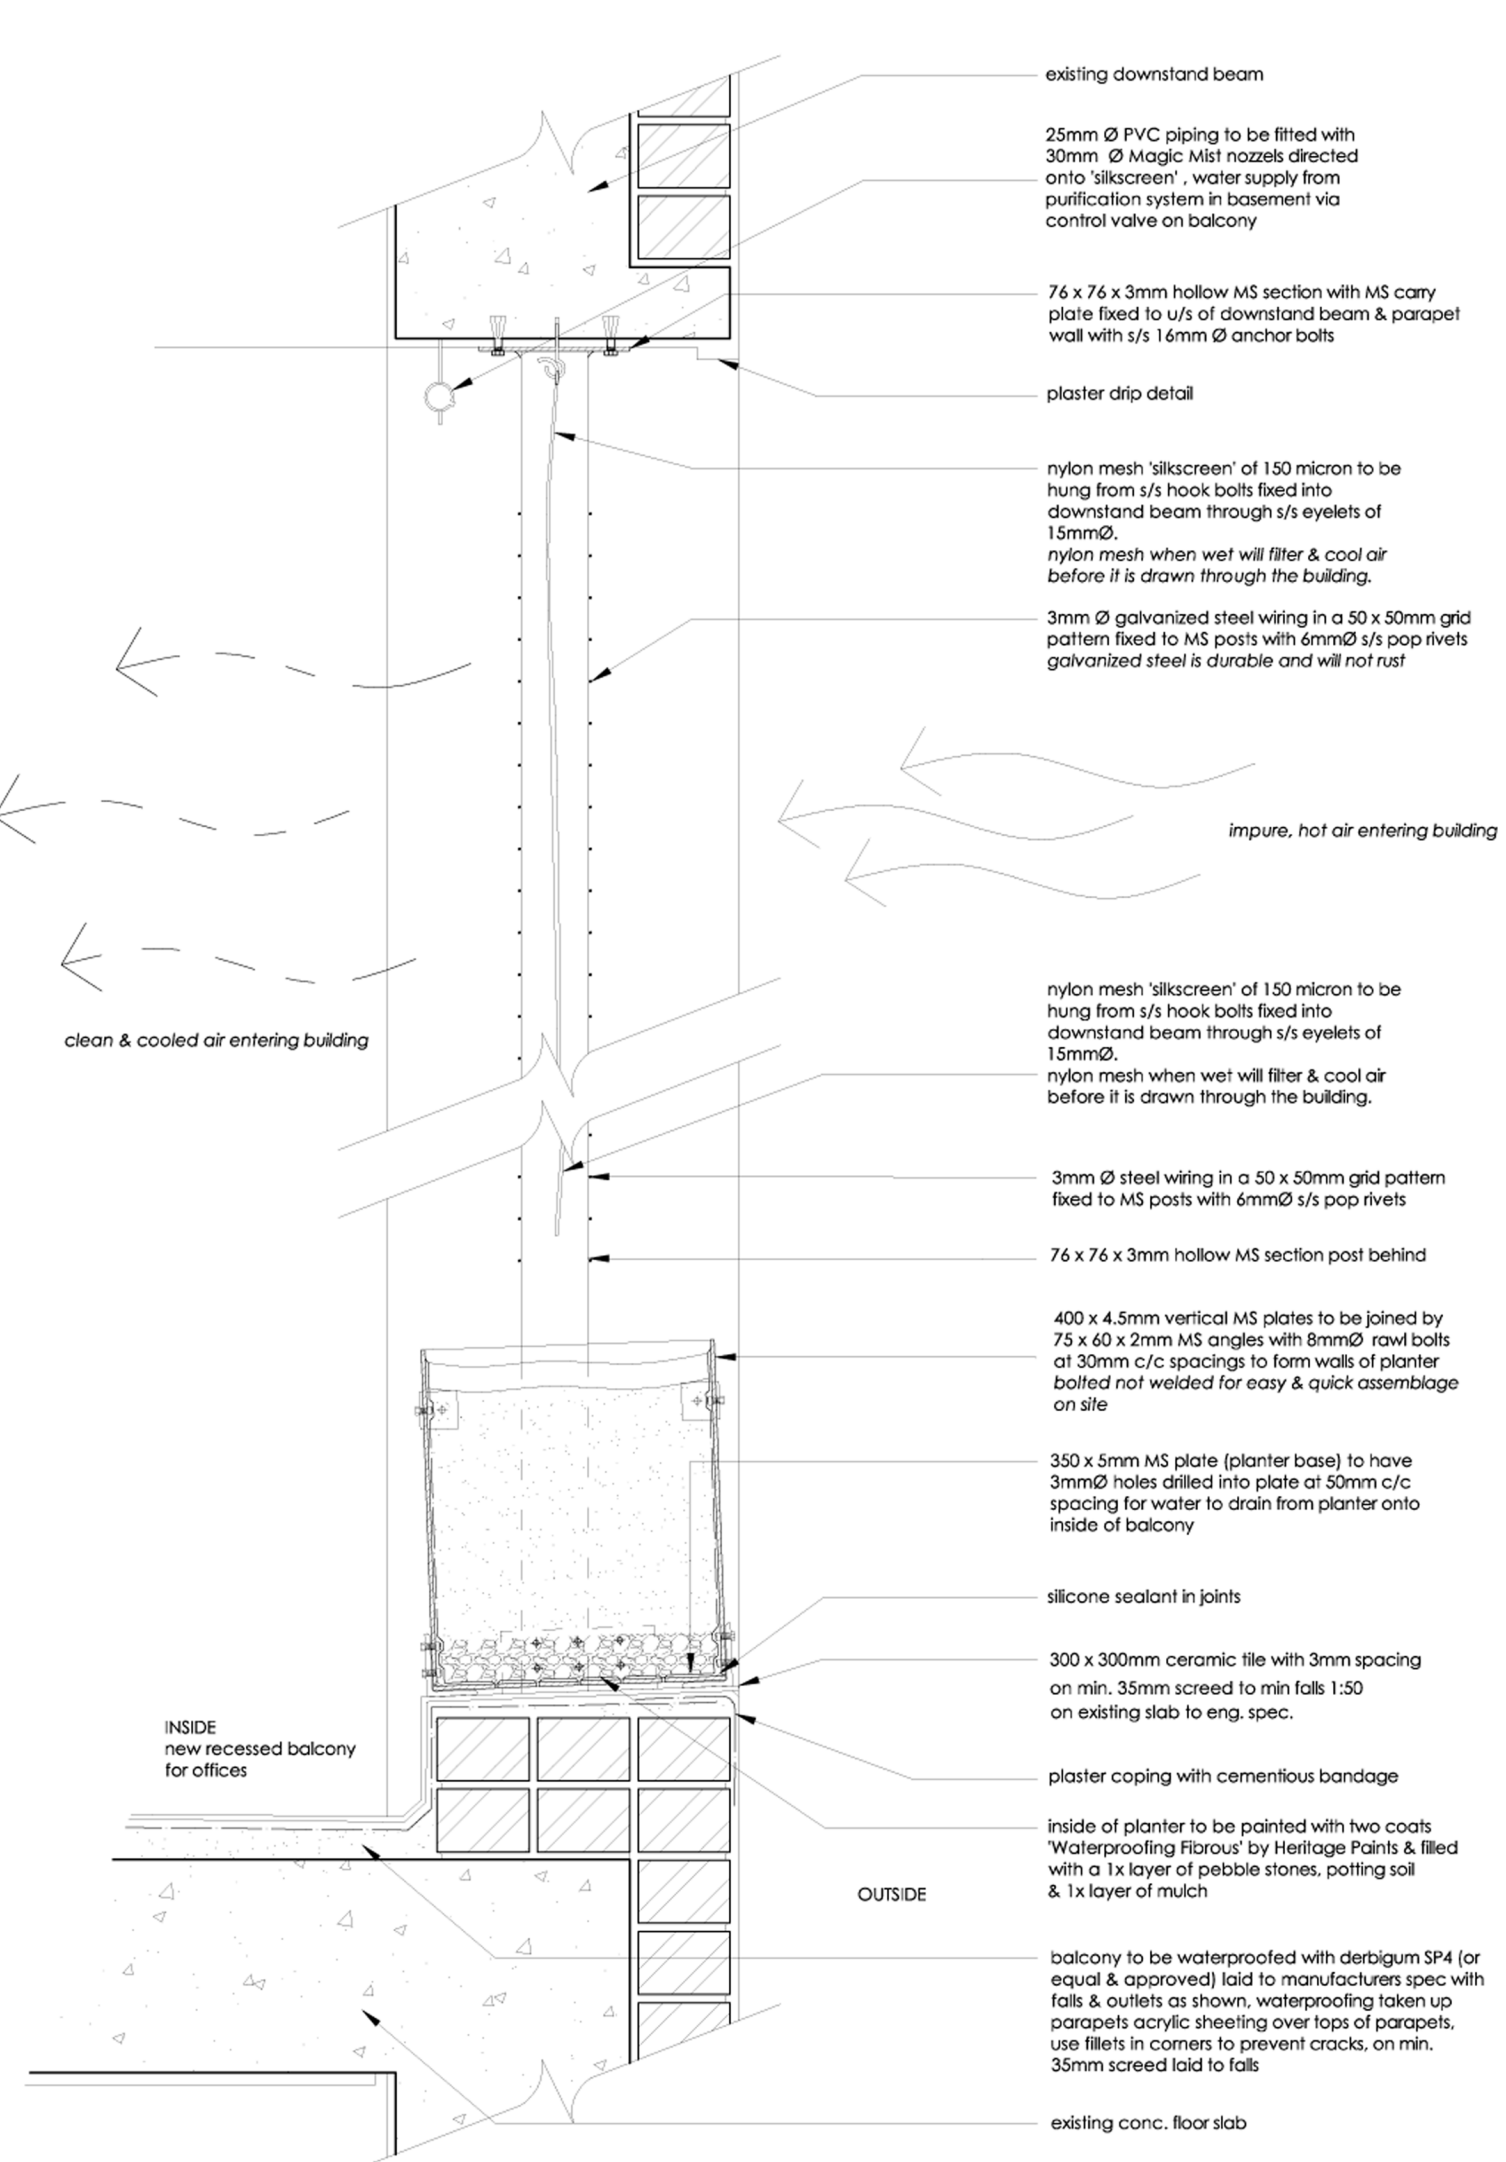 existing downstand beam
25mm Ø PVC piping to be fitted with
30mm Ø Magic Mist nozzels directed
onto 'silkscreen' , water supply from
purification system in basement via
control valve on balcony
76 x 76 x 3mm hollow MS section with MS carry
plate fixed to u/s of downstand beam & parapet
wall with s/s 16mm Ø anchor bolts
plaster drip detail
nylon mesh 'silkscreen' of 150 micron to be
hung from s/s hook bolts fixed into
downstand beam through s/s eyelets of
15mmØ.
nylon mesh when wet will filter & cool air
before it is drawn through the building.
3mm Ø galvanized steel wiring in a 50 x 50mm grid
pattern fixed to MS posts with 6mmØ s/s pop rivets
galvanized steel is durable and will not rust
impure, hot air entering building
clean & cooled air entering building
nylon mesh 'silkscreen' of 150 micron to be
hung from s/s hook bolts fixed into
downstand beam through s/s eyelets of
15mmØ.
nylon mesh when wet will filter & cool air
before it is drawn through the building.
3mm Ø steel wiring in a 50 x 50mm grid pattern
fixed to MS posts with 6mmØ s/s pop rivets
76 x 76 x 3mm hollow MS section post behind
400 x 4.5mm vertical MS plates to be joined by
75 x 60 x 2mm MS angles with 8mmØ rawl bolts
at 30mm c/c spacings to form walls of planter
bolted not welded for easy & quick assemblage
on site
350 x 5mm MS plate (planter base) to have
3mmØ holes drilled into plate at 50mm c/c
spacing for water to drain from planter onto
inside of balcony
silicone sealant in joints
300 x 300mm ceramic tile with 3mm spacing
on min. 35mm screed to min falls 1:50
on existing slab to eng. spec.
INSIDE
new recessed balcony
for offices
plaster coping with cementious bandage
inside of planter to be painted with two coats
'Waterproofing Fibrous' by Heritage Paints & filled
with a 1x layer of pebble stones, potting soil
& 1x layer of mulch
OUTSIDE
balcony to be waterproofed with derbigum SP4 (or
equal & approved) laid to manufacturers spec with
falls & outlets as shown, waterproofing taken up
parapets acrylic sheeting over tops of parapets,
use fillets in corners to prevent cracks, on min.
35mm screed laid to falls
existing conc. floor slab